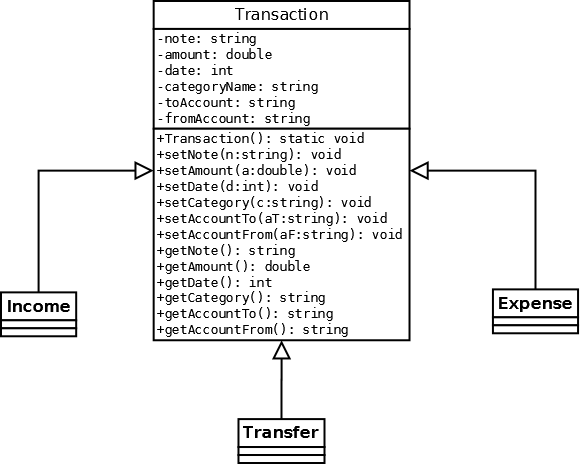 Transaction
-note: string
-amount: double
-date: int
-categoryName: string
-toAccount: string
-fromAccount: string
+Transaction(): static void
+setNote(n:string): void
+setAmount(a:double): void
+setDate(d:int): void
+setCategory(c:string): void
+setAccountTo(aT:string): void
+setAccountFrom(aF:string): void
+getNote(): string
+getAmount(): double
+getDate(): int
+getCategory(): string
+getAccountTo(): string
+getAccountFrom(): string
Income
Expense
Transfer